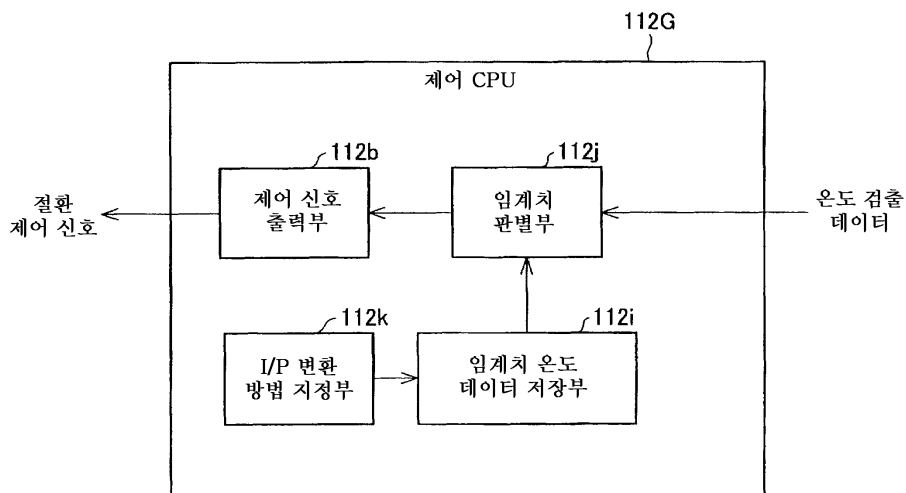 112G
제어 CPU
112b
112j
제어 신호
출력부
임계치
판별부
절환
제어 신호
온도 검출
데이터
112k
112i
I/P 변환
방법 지정부
임계치 온도
데이터 저장부